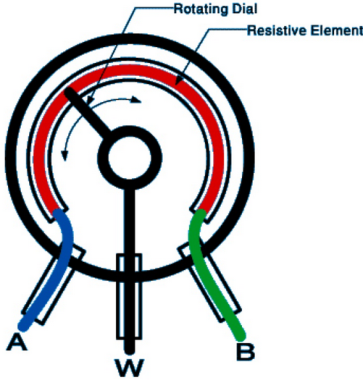 Rotating Dial
Resistive Element
A
W
B